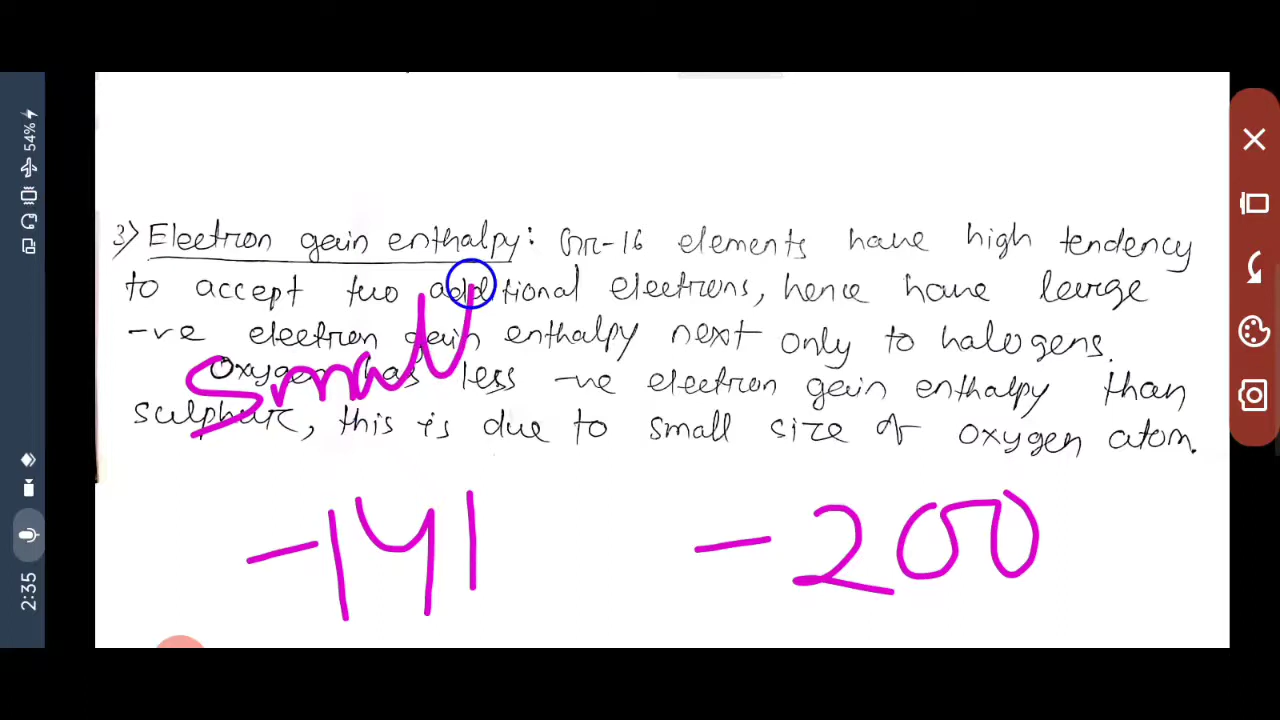 54%
2:35
3) Electron gain enthalpy: Gr-16 elements have high tendency
to accept two additional electrons, hence have large
-ve electron gain enthalpy next only to halogens.
Oxygen has less -ve electron gain enthalpy than
sulphur, this is due to small size of oxygen atom.
Small
-141 -200